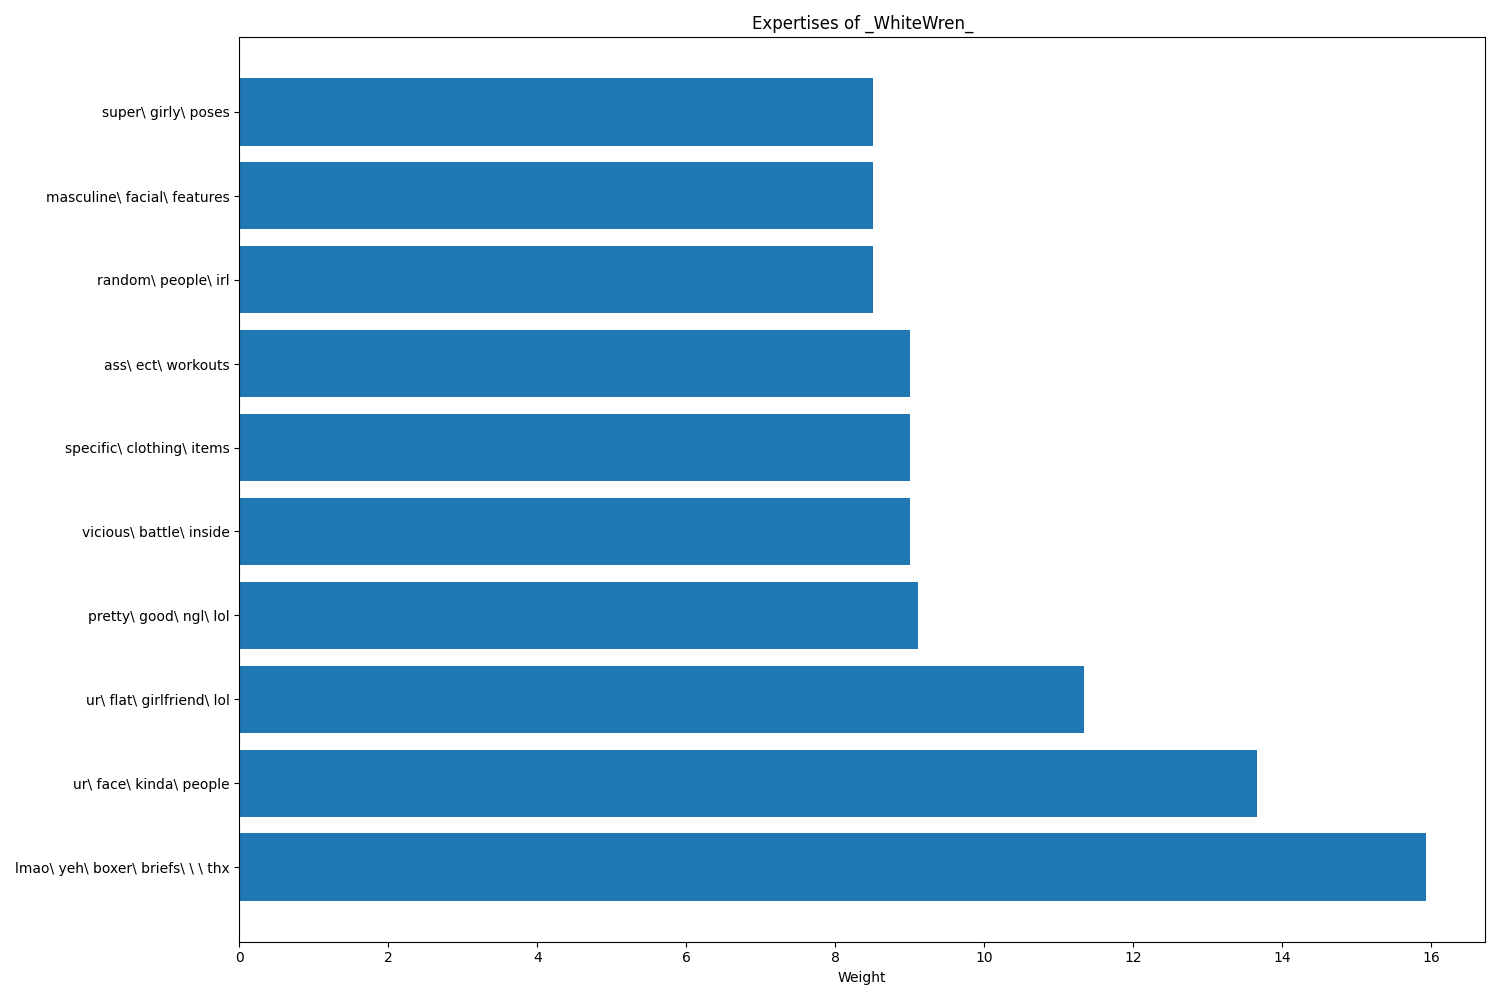 Expertises of _WhiteWren_
super\ girly\ poses
masculine\ facial\ features
random\ people\ irl
ass\ ect\ workouts
specific\ clothing\ items
vicious\ battle\ inside
pretty\ good\ ngl\ lol
ur\ flat\ girlfriend\ lol
ur\ face\ kinda\ people
lmao\ yeh\ boxer\ briefs\ \ \ thx
0 2 4 6 8 10 12 14 16
Weight